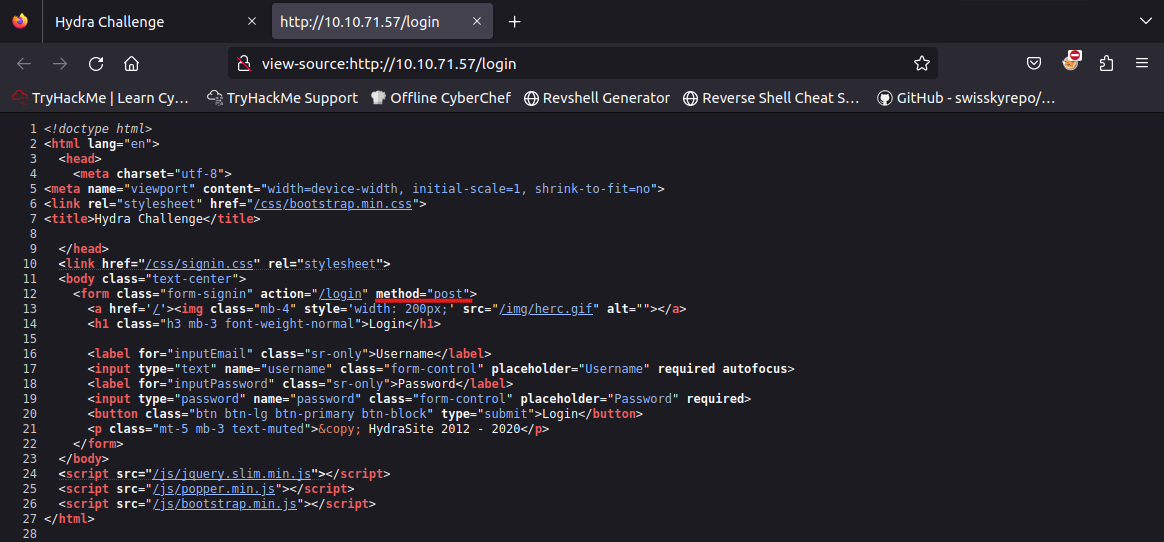 Hydra Challenge
http://10.10.71.57/login
view-source:http://10.10.71.57/login
TryHackMe | Learn Cy…
TryHackMe Support
Offline CyberChef
Revshell Generator
Reverse Shell Cheat S…
GitHub - swisskyrepo/…
1 <!doctype html>
2 <html lang="en">
3   <head>
4     <meta charset="utf-8">
5 <meta name="viewport" content="width=device-width, initial-scale=1, shrink-to-fit=no">
6 <link rel="stylesheet" href="/css/bootstrap.min.css">
7 <title>Hydra Challenge</title>
8
9   </head>
10   <link href="/css/signin.css" rel="stylesheet">
11   <body class="text-center">
12     <form class="form-signin" action="/login" method="post">
13       <a href='/'><img class="mb-4" style='width: 200px;' src="/img/herc.gif" alt=""></a>
14       <h1 class="h3 mb-3 font-weight-normal">Login</h1>
15
16       <label for="inputEmail" class="sr-only">Username</label>
17       <input type="text" name="username" class="form-control" placeholder="Username" required autofocus>
18       <label for="inputPassword" class="sr-only">Password</label>
19       <input type="password" name="password" class="form-control" placeholder="Password" required>
20       <button class="btn btn-lg btn-primary btn-block" type="submit">Login</button>
21       <p class="mt-5 mb-3 text-muted">&copy; HydraSite 2012 - 2020</p>
22     </form>
23   </body>
24   <script src="/js/jquery.slim.min.js"></script>
25   <script src="/js/popper.min.js"></script>
26   <script src="/js/bootstrap.min.js"></script>
27 </html>
28